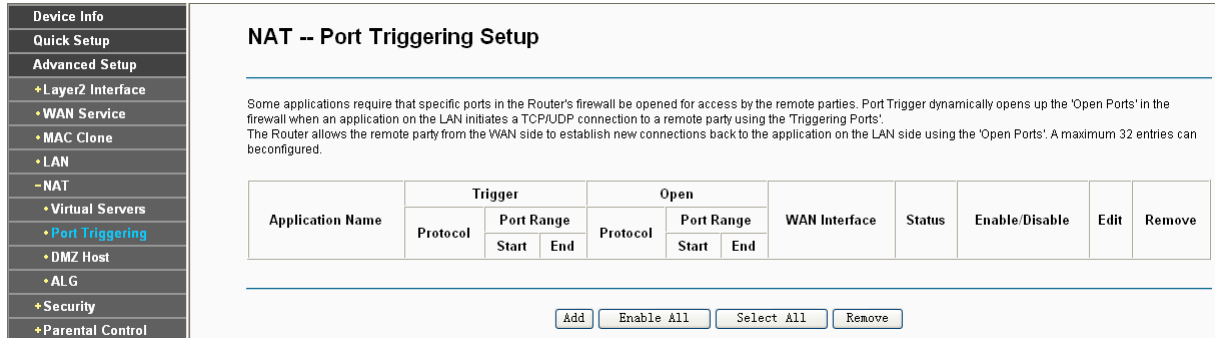 Device Info
Quick Setup
Advanced Setup
+Layer2 Interface
•WAN Service
•MAC Clone
•LAN
−NAT
•Virtual Servers
•Port Triggering
•DMZ Host
•ALG
+Security
+Parental Control
NAT -- Port Triggering Setup
Some applications require that specific ports in the Router's firewall be opened for access by the remote parties. Port Trigger dynamically opens up the 'Open Ports' in the
firewall when an application on the LAN initiates a TCP/UDP connection to a remote party using the 'Triggering Ports'.
The Router allows the remote party from the WAN side to establish new connections back to the application on the LAN side using the 'Open Ports'. A maximum 32 entries can
beconfigured.
Application Name Trigger Open WAN Interface Status Enable/Disable Edit Remove
Protocol Port Range Protocol Port Range
Start End Start End
Add Enable All Select All Remove